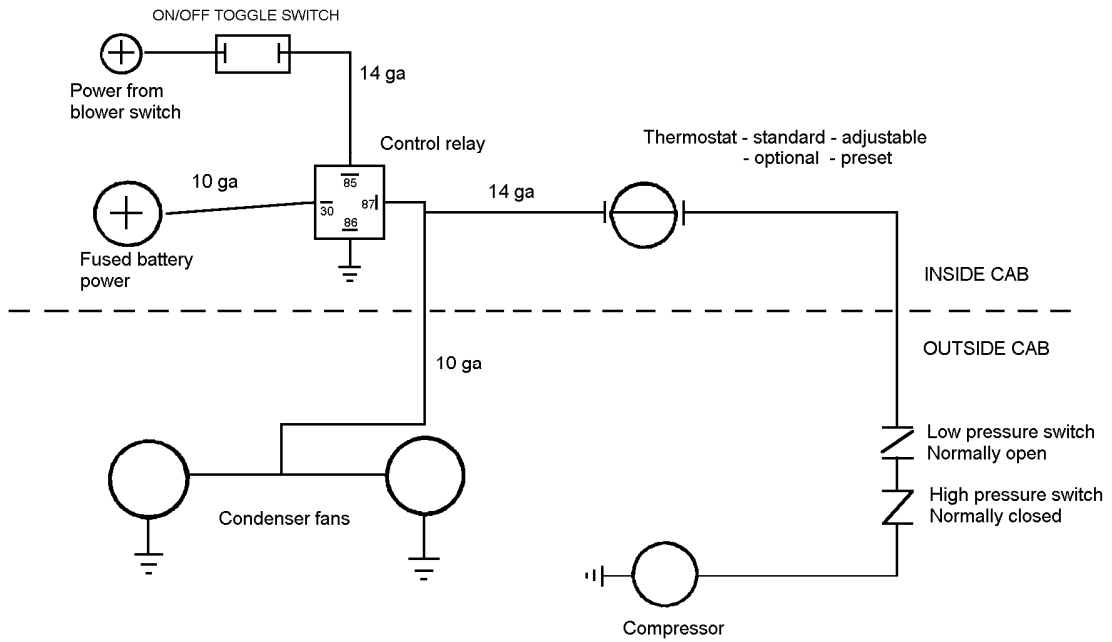 ON/OFF TOGGLE SWITCH
Power from
blower switch
14 ga
Control relay
Thermostat - standard - adjustable
- optional - preset
10 ga
85
30
87
86
14 ga
Fused battery
power
INSIDE CAB
OUTSIDE CAB
10 ga
Low pressure switch
Normally open
High pressure switch
Normally closed
Condenser fans
Compressor